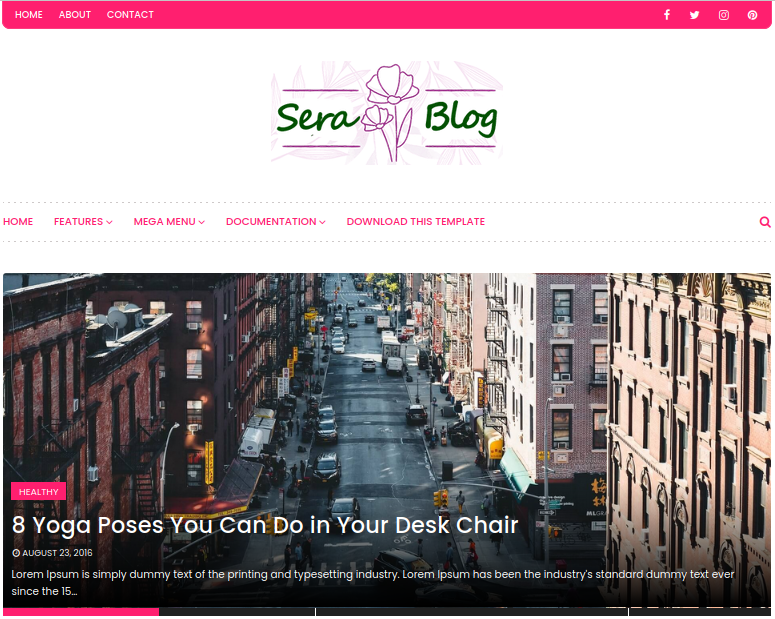 HOME ABOUT CONTACT
Sera Blog
HOME FEATURES MEGA MENU DOCUMENTATION DOWNLOAD THIS TEMPLATE
HEALTHY
8 Yoga Poses You Can Do in Your Desk Chair
AUGUST 23, 2016
Lorem Ipsum is simply dummy text of the printing and typesetting industry. Lorem Ipsum has been the industry's standard dummy text ever
since the 15...